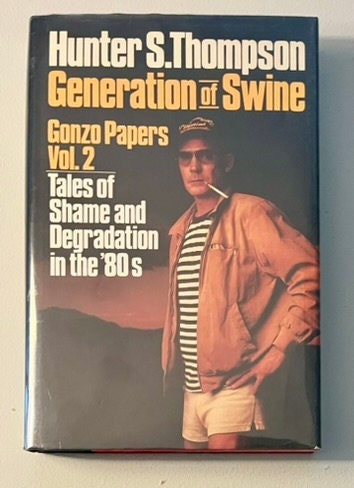 Hunter S. Thompson
Generation of Swine
Gonzo Papers
Vol. 2
Tales of
Shame and
Degradation
in the '80s